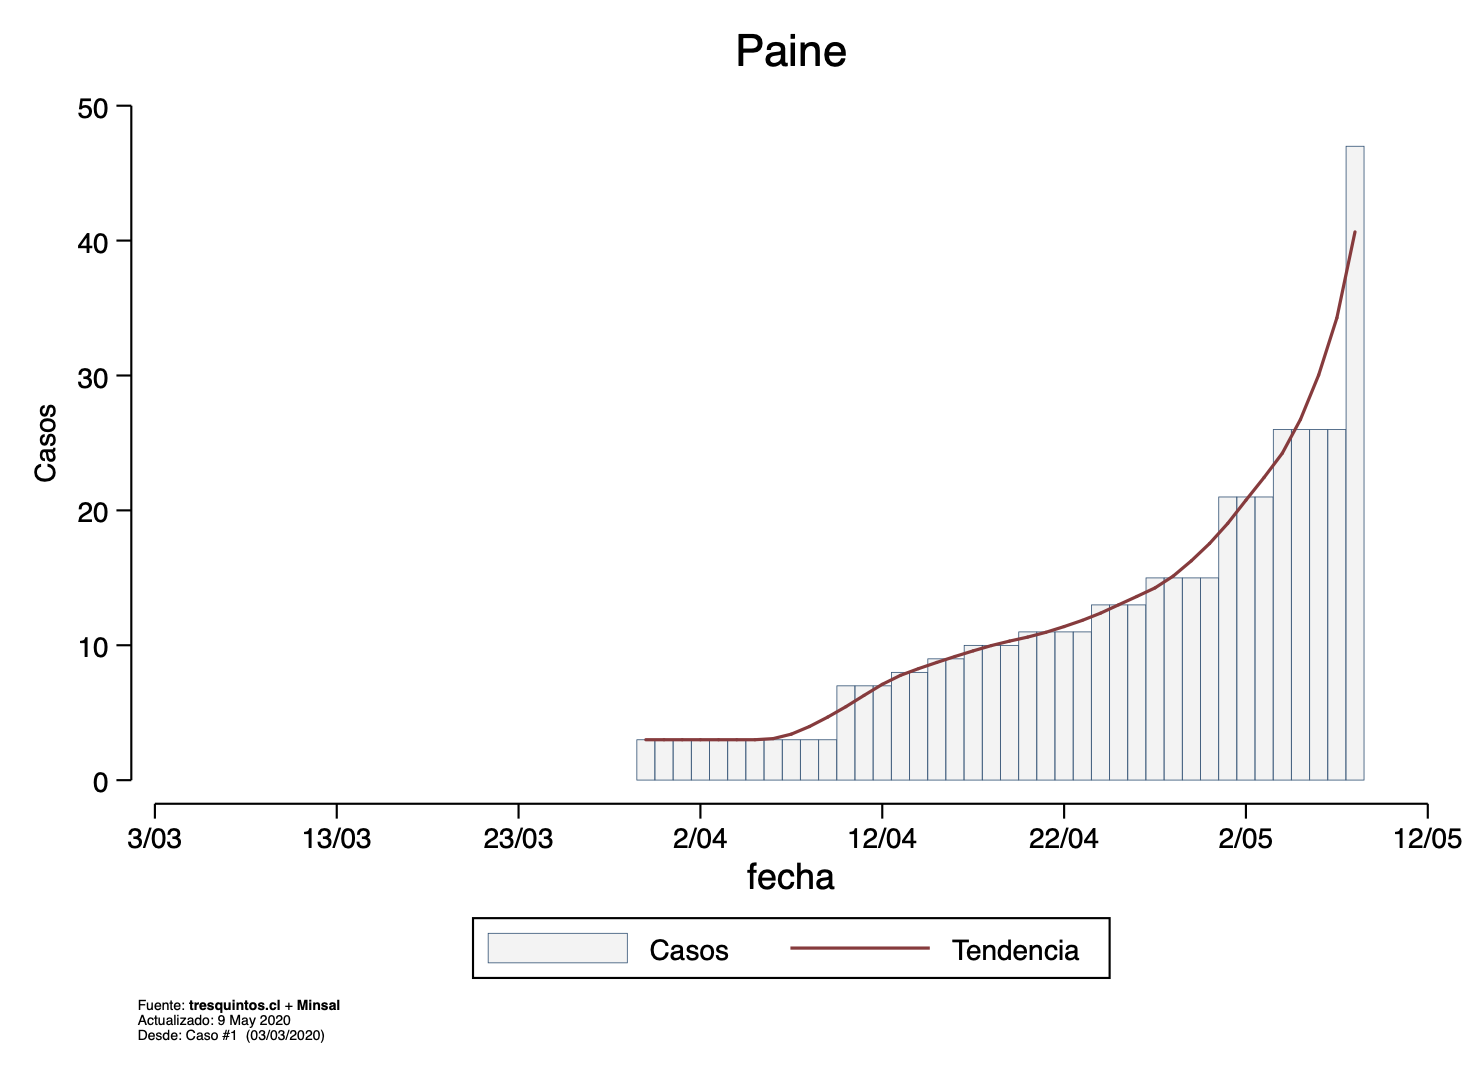 Paine
50
40
30
20
10
0
Casos
3/03 13/03 23/03 2/04 12/04 22/04 2/05 12/05
fecha
Casos Tendencia
Fuente: tresquintos.cl + Minsal
Actualizado: 9 May 2020
Desde: Caso #1 (03/03/2020)